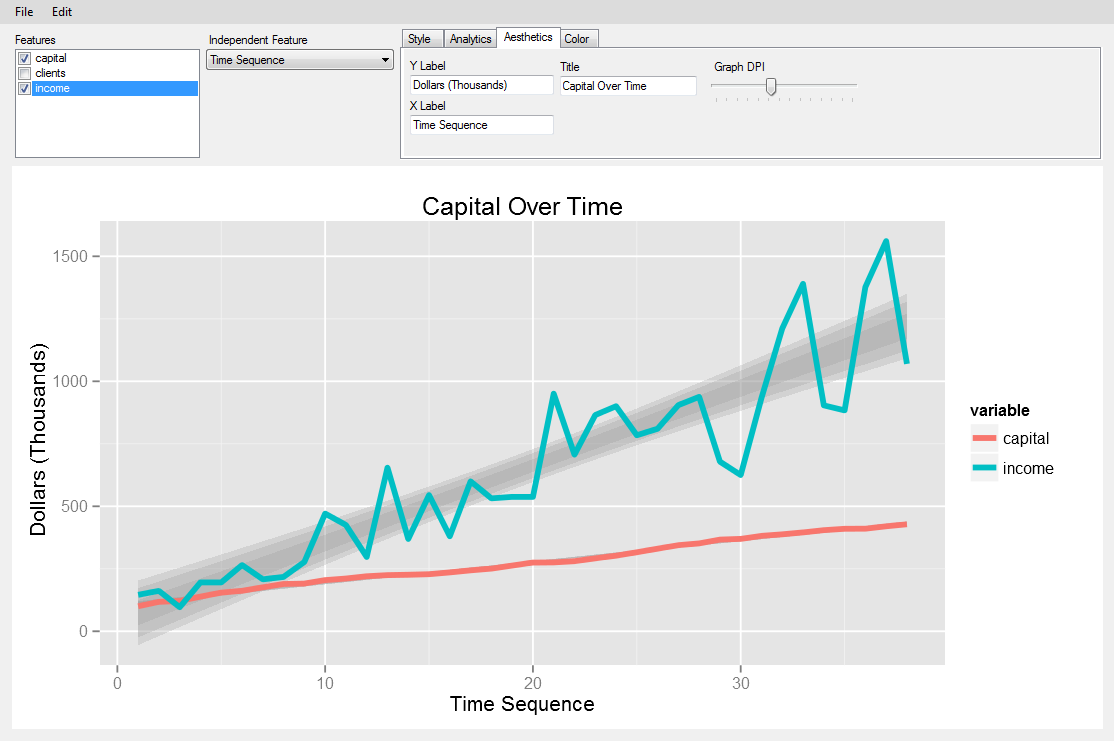 File Edit
Features
capital
clients
income
Independent Feature
Time Sequence
Style Analytics Aesthetics Color
Y Label
Dollars (Thousands)
Title
Capital Over Time
Graph DPI
X Label
Time Sequence
Capital Over Time
Dollars (Thousands)
1500
1000
500
0
0 10 20 30
Time Sequence
variable
capital
income